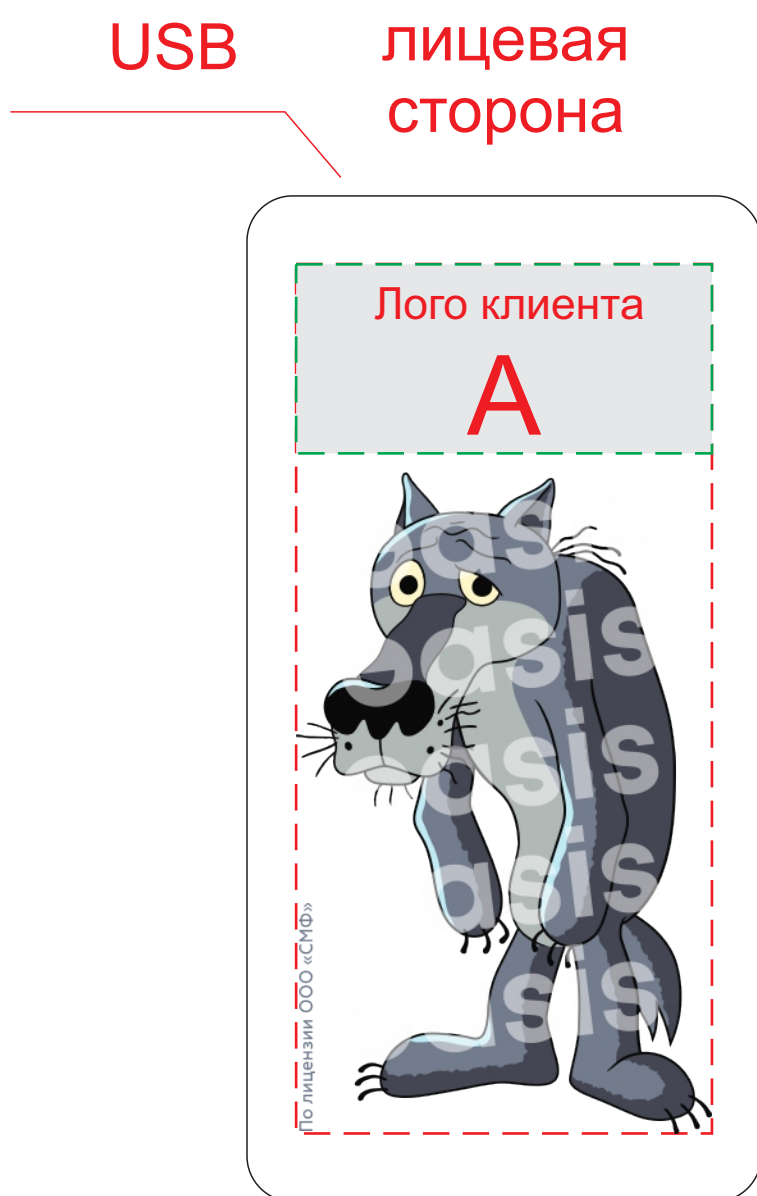 USB
лицевая
сторона
Лого клиента
А
oasis
oasis
oasis
oasis
oasis
По лицензии ООО «СМФ»